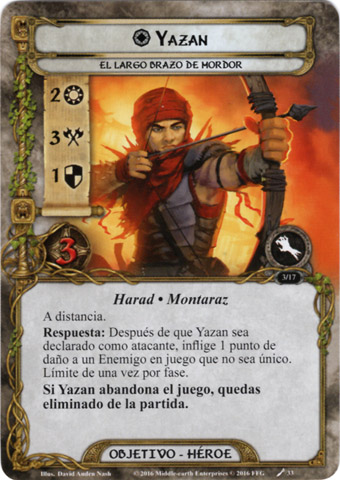 Yazan
El largo brazo de Mordor
2
3
1
3
3/17
Harad • Montaraz
A distancia.
Respuesta: Después de que Yazan sea
declarado como atacante, inflige 1 punto de
daño a un Enemigo en juego que no sea único.
Límite de una vez por fase.
Si Yazan abandona el juego, quedas
eliminado de la partida.
Objetivo - Héroe
Illus. David Auden Nash
©2016 Middle-earth Enterprises © 2016 FFG
33